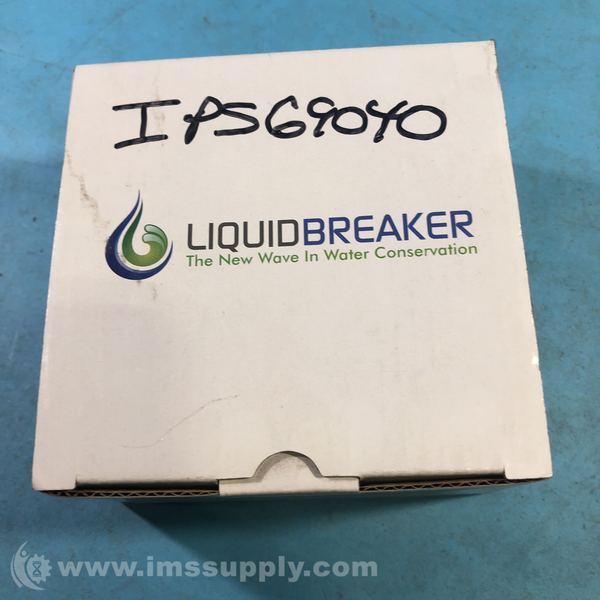 IPS69040
LIQUIDBREAKER
The New Wave In Water Conservation
www.imssupply.com